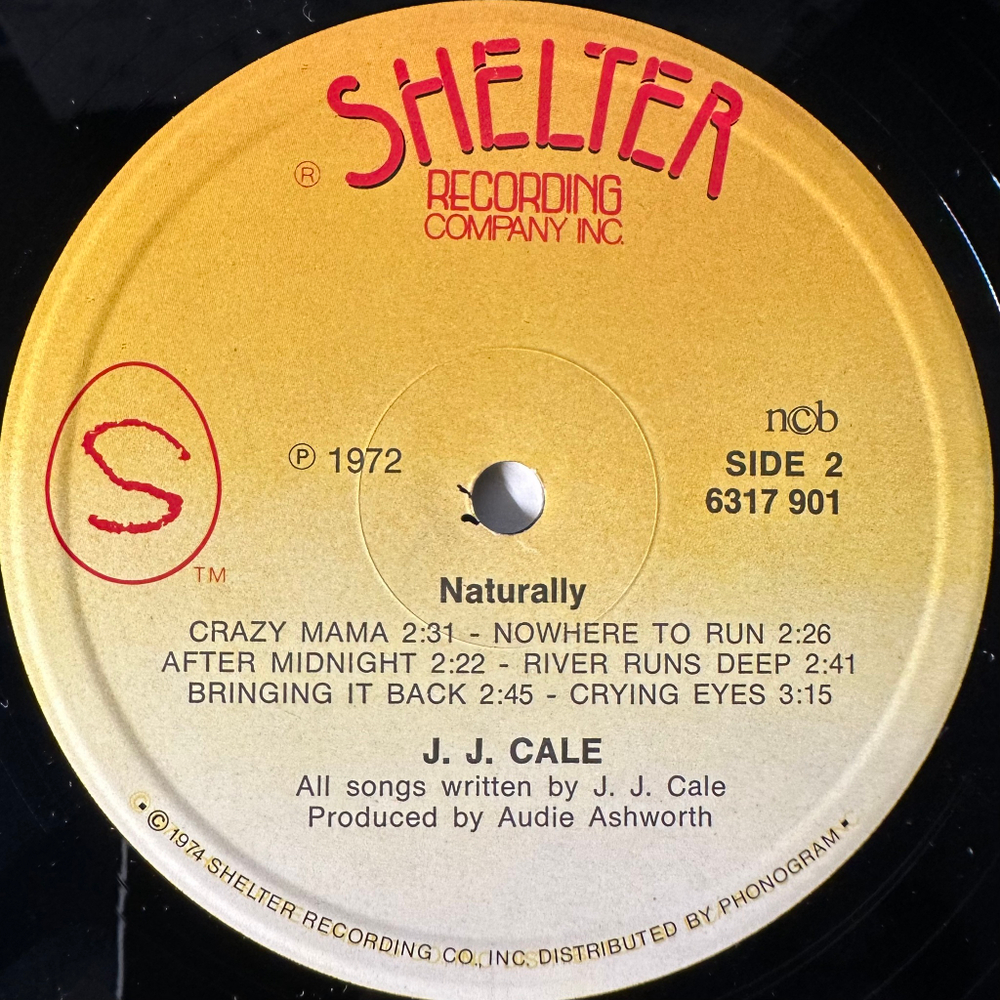 SHELTER
®
RECORDING
COMPANY INC.
S
TM
℗ 1972
ncb
SIDE 2
6317 901
Naturally
CRAZY MAMA 2:31 - NOWHERE TO RUN 2:26
AFTER MIDNIGHT 2:22 - RIVER RUNS DEEP 2:41
BRINGING IT BACK 2:45 - CRYING EYES 3:15
J. J. CALE
All songs written by J. J. Cale
Produced by Audie Ashworth
© 1974 SHELTER RECORDING CO., INC. DISTRIBUTED BY PHONOGRAM